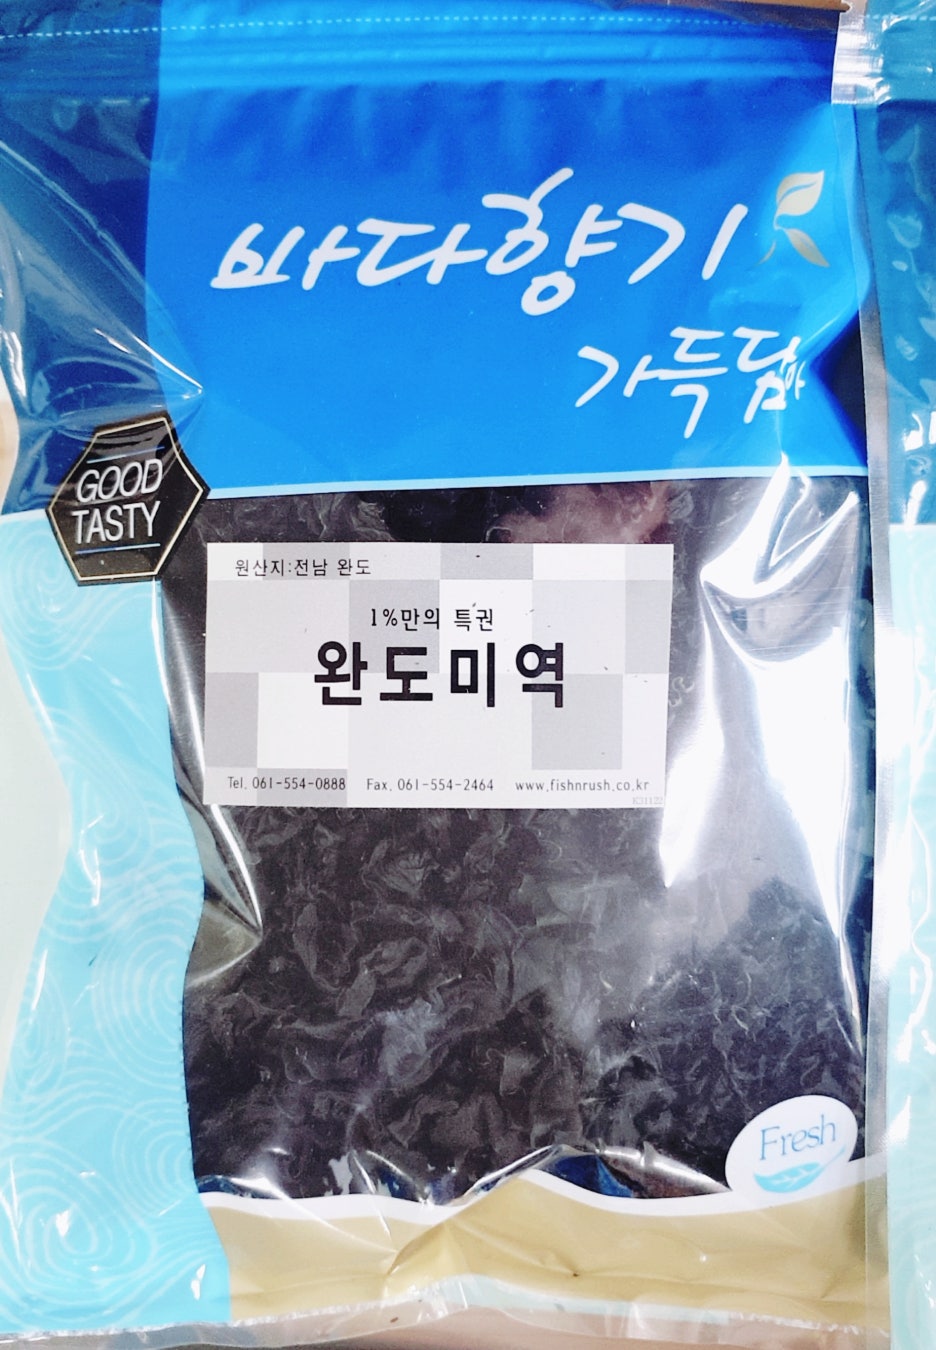 바다향기
가득담아
GOOD
TASTY
원산지:전남 완도
1%만의 특권
완도미역
Tel. 061-554-0888 Fax. 061-554-2464 www.fishnrush.co.kr
K31122
Fresh